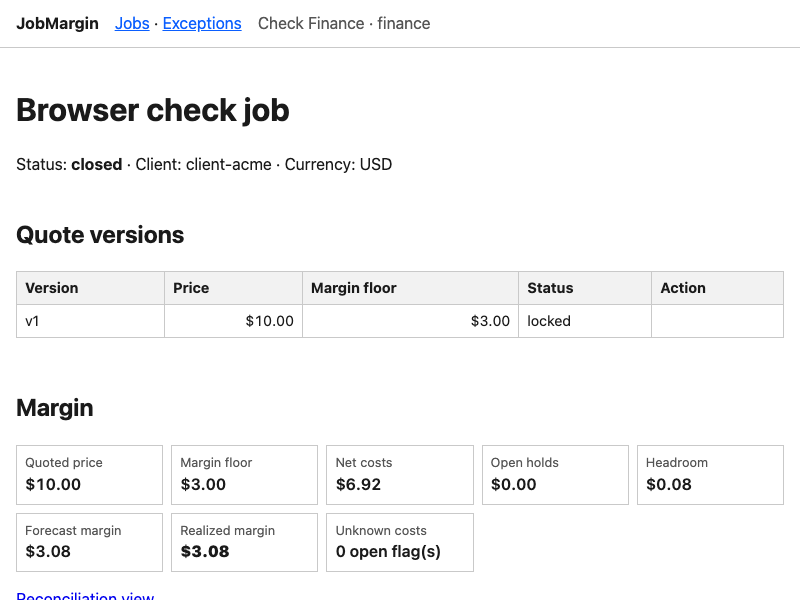 JobMargin Jobs · Exceptions Check Finance · finance
Browser check job
Status: closed · Client: client-acme · Currency: USD
Quote versions
Version Price Margin floor Status Action
v1 $10.00 $3.00 locked
Margin
Quoted price Margin floor Net costs Open holds Headroom
$10.00 $3.00 $6.92 $0.00 $0.08
Forecast margin Realized margin Unknown costs
$3.08 $3.08 0 open flag(s)
Reconciliation view